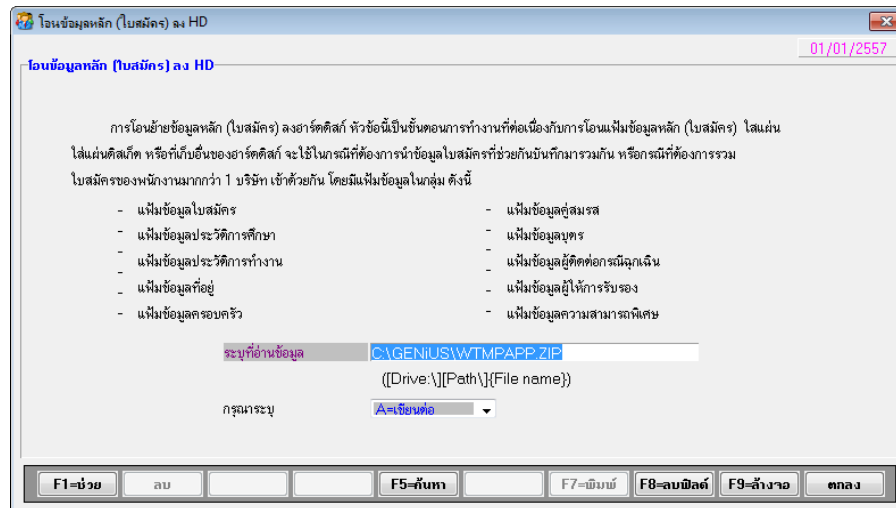 โอนข้อมูลหลัก (ใบสมัคร) ลง HD
01/01/2557
โอนข้อมูลหลัก (ใบสมัคร) ลง HD
การโอนย้ายข้อมูลหลัก (ใบสมัคร) ลงฮาร์ดดิสก์ หัวข้อนี้เป็นขั้นตอนการทำงานที่ต่อเนื่องกับการโอนแฟ้มข้อมูลหลัก (ใบสมัคร) ใสแผ่น
ใส่แผ่นดิสเก็ต หรือที่เก็บอื่นของฮาร์ดดิสก์ จะใช้ในกรณีที่ต้องการนำข้อมูลใบสมัครที่ช่วยกันบันทึกมารวมกัน หรือกรณีที่ต้องการรวม
ใบสมัครของพนักงานมากกว่า 1 บริษัท เข้าด้วยกัน โดยมีแฟ้มข้อมูลในกลุ่ม ดังนี้
- แฟ้มข้อมูลใบสมัคร - แฟ้มข้อมูลคู่สมรส
- แฟ้มข้อมูลประวัติการศึกษา - แฟ้มข้อมูลบุตร
- แฟ้มข้อมูลประวัติการทำงาน - แฟ้มข้อมูลผู้ติดต่อกรณีฉุกเฉิน
- แฟ้มข้อมูลที่อยู่ - แฟ้มข้อมูลผู้ให้การรับรอง
- แฟ้มข้อมูลครอบครัว - แฟ้มข้อมูลความสามารถพิเศษ
ระบุที่อ่านข้อมูล C:\GENiUS\WTMPAPP.ZIP
([Drive:\][Path\]{File name})
กรุณาระบุ A=เขียนต่อ
F1=ช่วย ลบ F5=ค้นหา F7=พิมพ์ F8=ลบฟิลด์ F9=ล้างจอ ตกลง